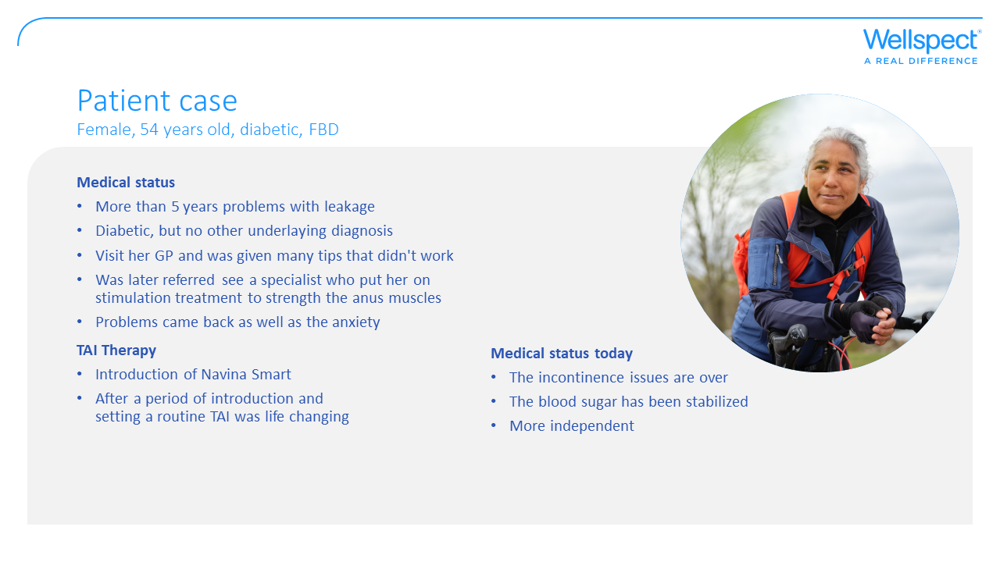 Wellspect®
A REAL DIFFERENCE
Patient case
Female, 54 years old, diabetic, FBD
Medical status
• More than 5 years problems with leakage
• Diabetic, but no other underlaying diagnosis
• Visit her GP and was given many tips that didn't work
• Was later referred see a specialist who put her on
stimulation treatment to strength the anus muscles
• Problems came back as well as the anxiety
TAI Therapy
• Introduction of Navina Smart
• After a period of introduction and
setting a routine TAI was life changing
Medical status today
• The incontinence issues are over
• The blood sugar has been stabilized
• More independent